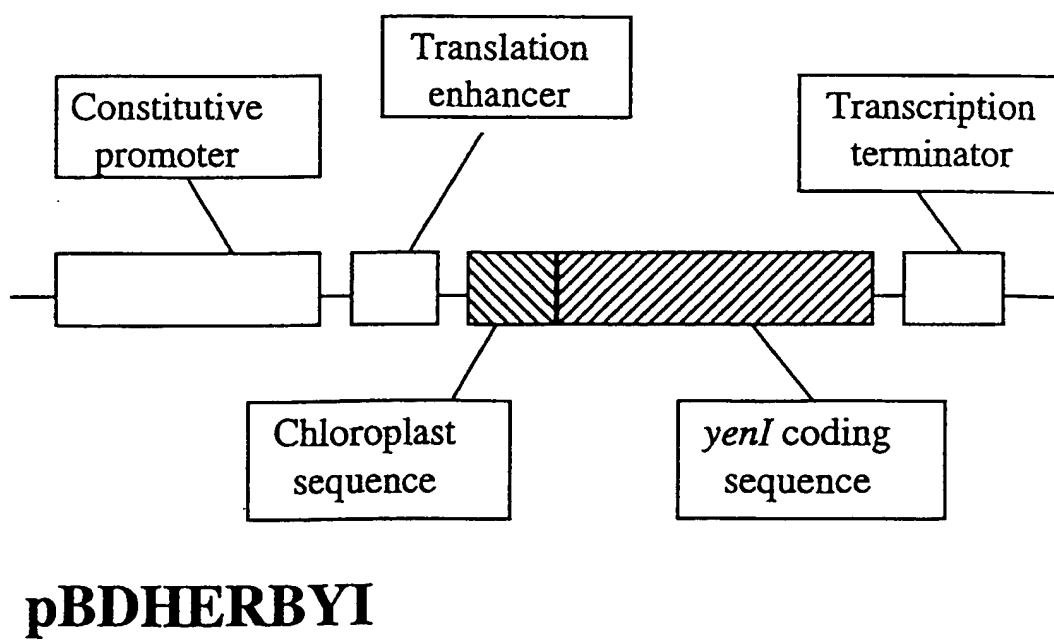 Translation
enhancer
Constitutive
promoter
Transcription
terminator
Chloroplast
sequence
yenI coding
sequence
pBDHERBYI